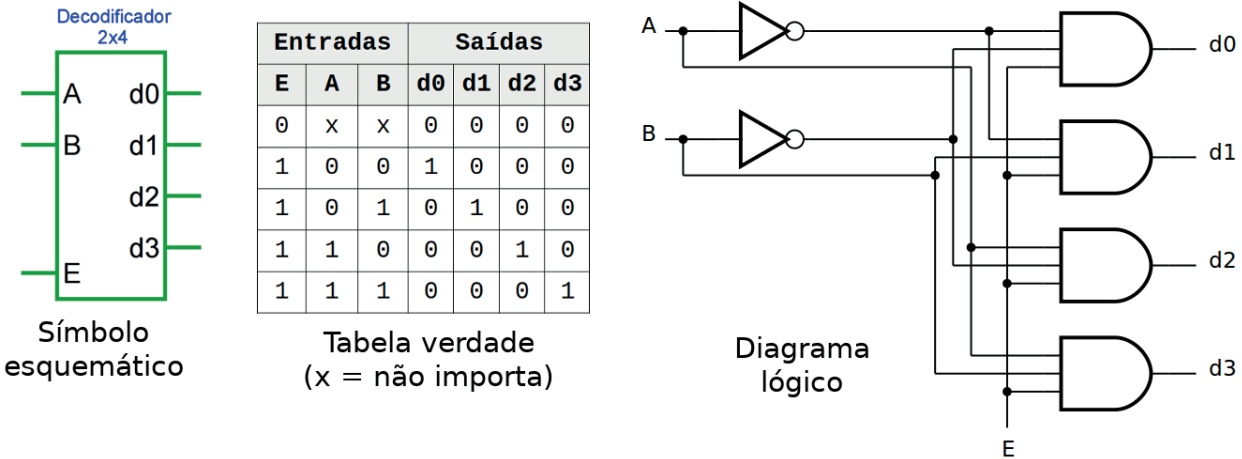 Decodificador
2x4
A
B
E
d0
d1
d2
d3
Símbolo
esquemático
Entradas Saídas
E A B d0 d1 d2 d3
0 x x 0 0 0 0
1 0 0 1 0 0 0
1 0 1 0 1 0 0
1 1 0 0 0 1 0
1 1 1 0 0 0 1
Tabela verdade
(x = não importa)
A
B
d0
d1
d2
d3
E
Diagrama
lógico